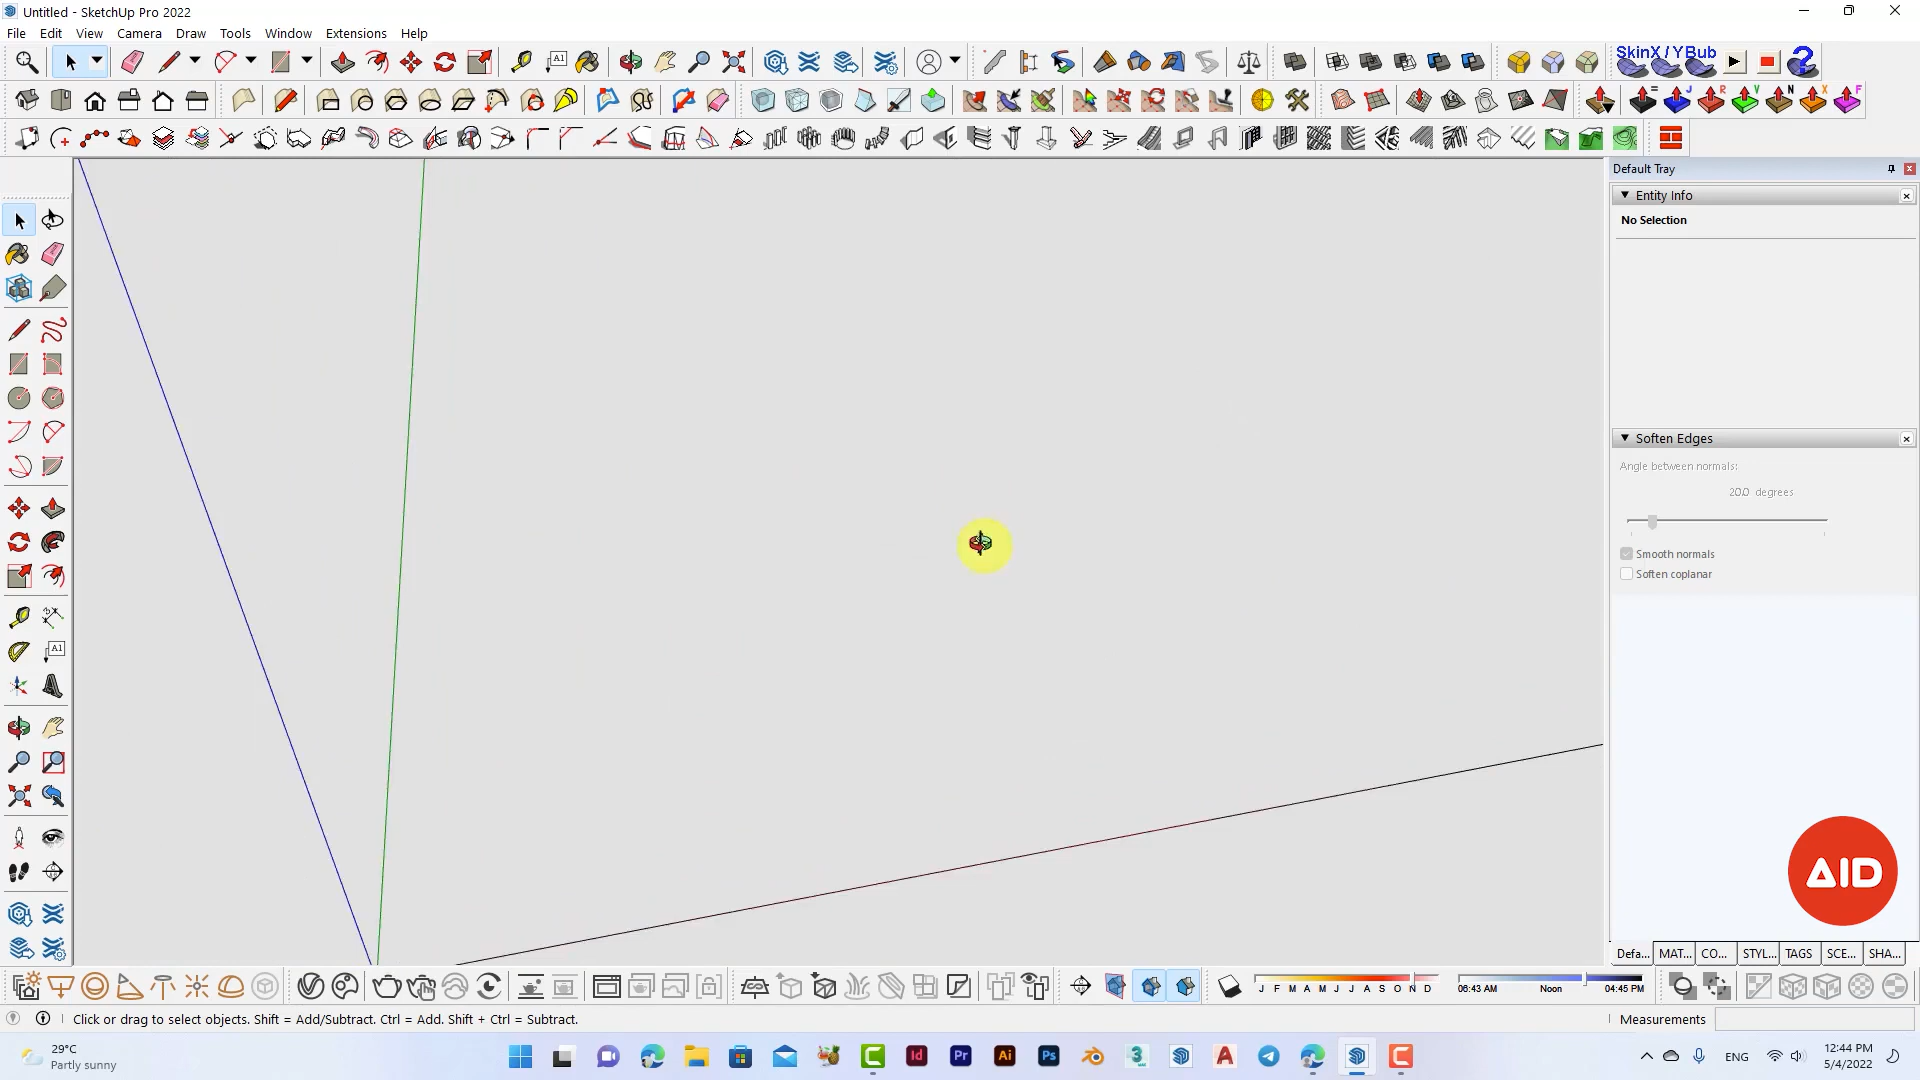 Untitled - SketchUp Pro 2022
File Edit View Camera Draw Tools Window Extensions Help
SkinX / YBub
Default Tray
Entity Info
No Selection
Soften Edges
Angle between normals:
20.0 degrees
Smooth normals
Soften coplanar
AID
Defa... MAT... CO... STYL... TAGS SCE... SHA...
J F M A M J J A S O N D
06:43 AM Noon 04:45 PM
Click or drag to select objects. Shift = Add/Subtract. Ctrl = Add. Shift + Ctrl = Subtract.
Measurements
29°C
Partly sunny
ENG
12:44 PM
5/4/2022